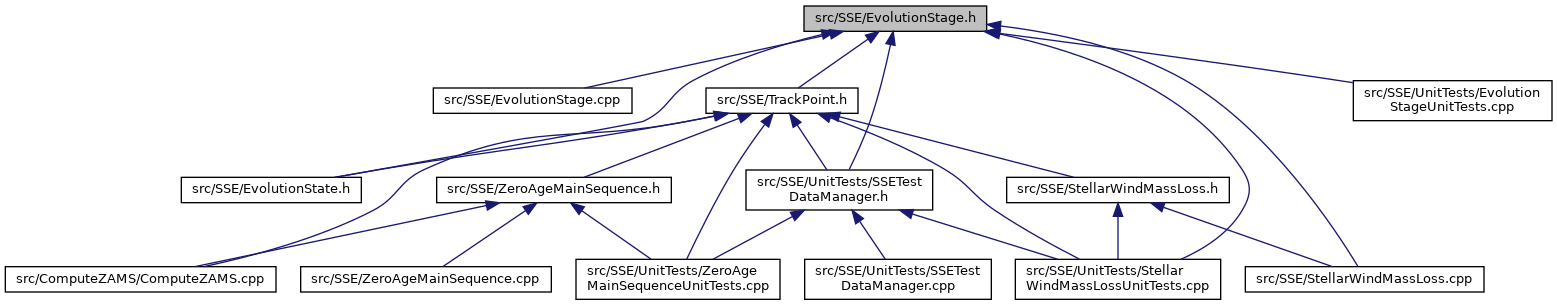 src/SSE/EvolutionStage.h
src/SSE/EvolutionStage.cpp
src/SSE/TrackPoint.h
src/SSE/UnitTests/Evolution
StageUnitTests.cpp
src/SSE/EvolutionState.h
src/SSE/ZeroAgeMainSequence.h
src/SSE/UnitTests/SSETest
DataManager.h
src/SSE/StellarWindMassLoss.h
src/ComputeZAMS/ComputeZAMS.cpp
src/SSE/ZeroAgeMainSequence.cpp
src/SSE/UnitTests/ZeroAge
MainSequenceUnitTests.cpp
src/SSE/UnitTests/SSETest
DataManager.cpp
src/SSE/UnitTests/Stellar
WindMassLossUnitTests.cpp
src/SSE/StellarWindMassLoss.cpp